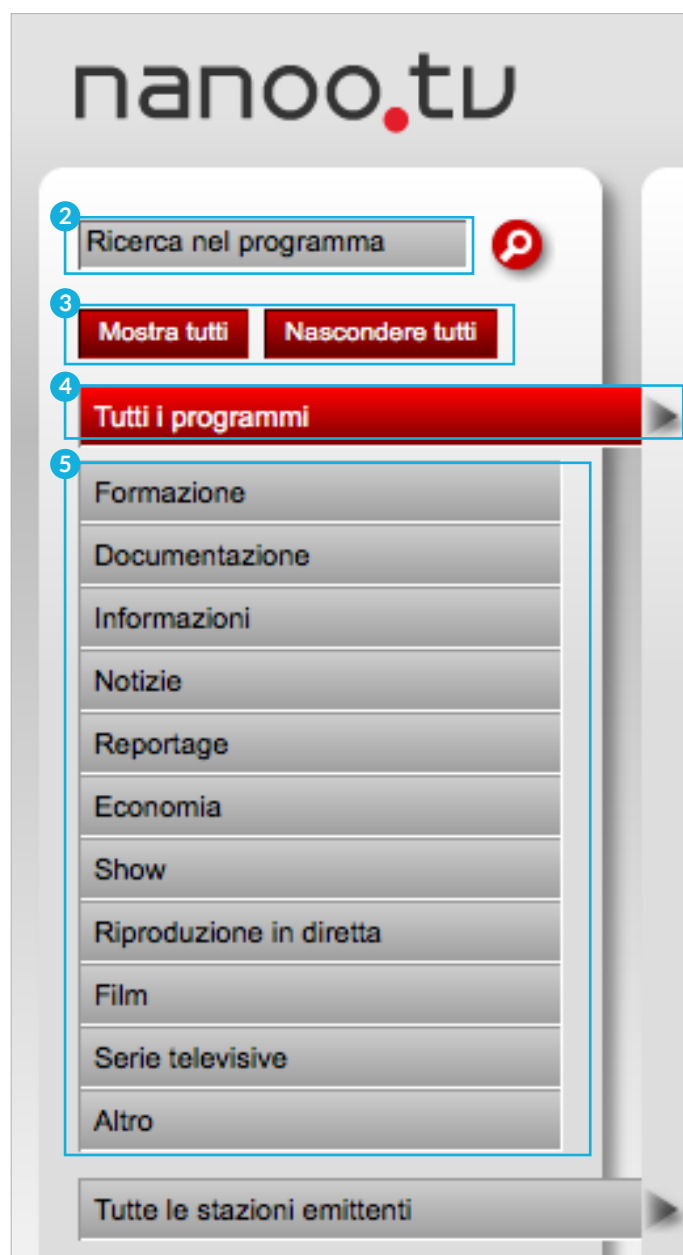 nanoo.tv
2
Ricerca nel programma
3
Mostra tutti Nascondere tutti
4
Tutti i programmi
5
Formazione
Documentazione
Informazioni
Notizie
Reportage
Economia
Show
Riproduzione in diretta
Film
Serie televisive
Altro
Tutte le stazioni emittenti